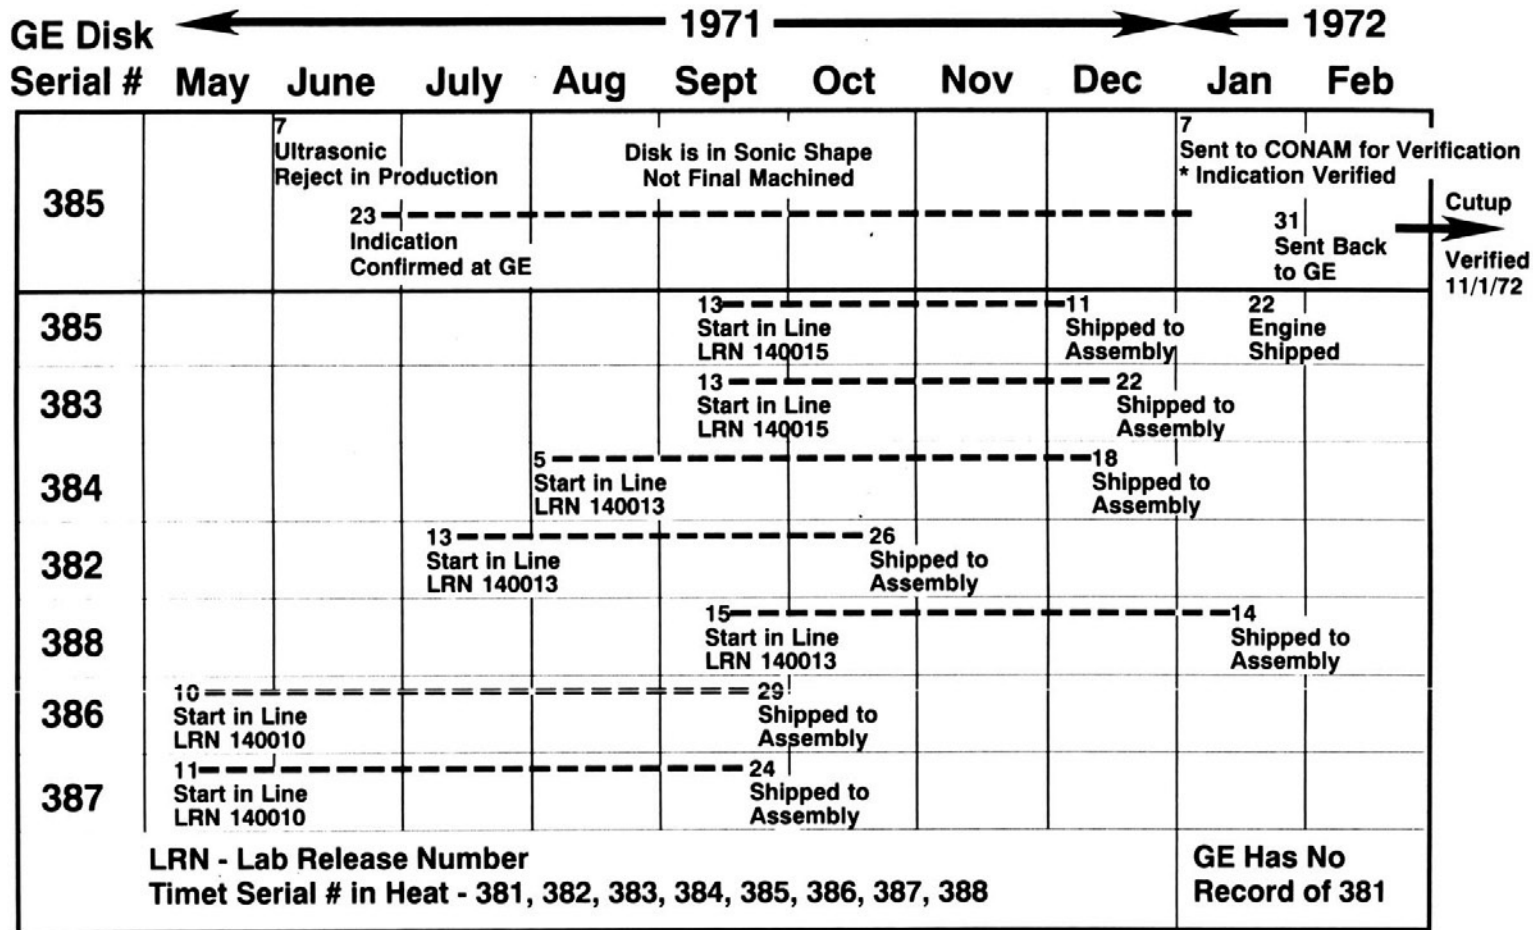 GE Disk
Serial #
1971
1972
May June July Aug Sept Oct Nov Dec Jan Feb
385
7
Ultrasonic
Reject in Production
23
Indication
Confirmed at GE
Disk is in Sonic Shape
Not Final Machined
7
Sent to CONAM for Verification
* Indication Verified
31
Sent Back
to GE
Cutup
Verified
11/1/72
385
13
Start in Line
LRN 140015
11
Shipped to
Assembly
22
Engine
Shipped
383
13
Start in Line
LRN 140015
22
Shipped to
Assembly
384
5
Start in Line
LRN 140013
18
Shipped to
Assembly
382
13
Start in Line
LRN 140013
26
Shipped to
Assembly
388
15
Start in Line
LRN 140013
14
Shipped to
Assembly
386
10
Start in Line
LRN 140010
29
Shipped to
Assembly
387
11
Start in Line
LRN 140010
24
Shipped to
Assembly
LRN - Lab Release Number
Timet Serial # in Heat - 381, 382, 383, 384, 385, 386, 387, 388
GE Has No
Record of 381